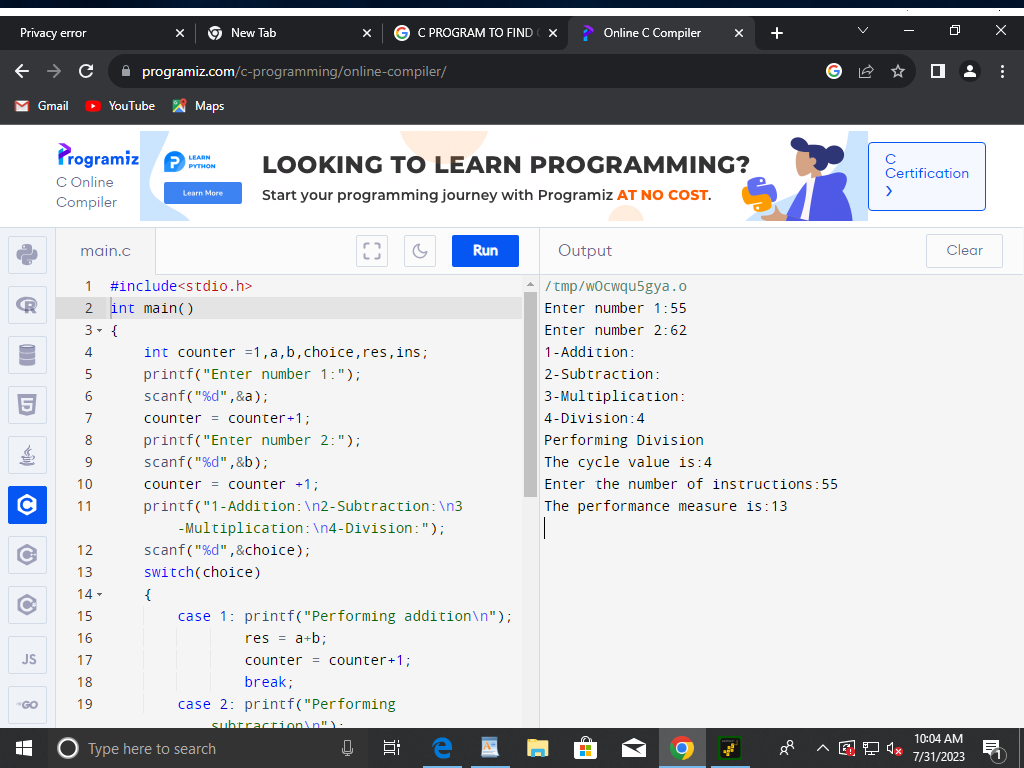 Privacy error
New Tab
C PROGRAM TO FIND
Online C Compiler
programiz.com/c-programming/online-compiler/
Gmail
YouTube
Maps
Programiz
C Online
Compiler
LEARN
PYTHON
Learn More
LOOKING TO LEARN PROGRAMMING?
Start your programming journey with Programiz AT NO COST.
C
Certification
main.c
Run
Output
Clear
1 #include<stdio.h>
2 int main()
3 {
4 int counter =1,a,b,choice,res,ins;
5 printf("Enter number 1:");
6 scanf("%d",&a);
7 counter = counter+1;
8 printf("Enter number 2:");
9 scanf("%d",&b);
10 counter = counter +1;
11 printf("1-Addition:\n2-Subtraction:\n3
-Multiplication:\n4-Division:");
12 scanf("%d",&choice);
13 switch(choice)
14 {
15 case 1: printf("Performing addition\n");
16 res = a+b;
17 counter = counter+1;
18 break;
19 case 2: printf("Performing
subtraction\n");
/tmp/wOcwqu5gya.o
Enter number 1:55
Enter number 2:62
1-Addition:
2-Subtraction:
3-Multiplication:
4-Division:4
Performing Division
The cycle value is:4
Enter the number of instructions:55
The performance measure is:13
JS
GO
Type here to search
10:04 AM
7/31/2023
1